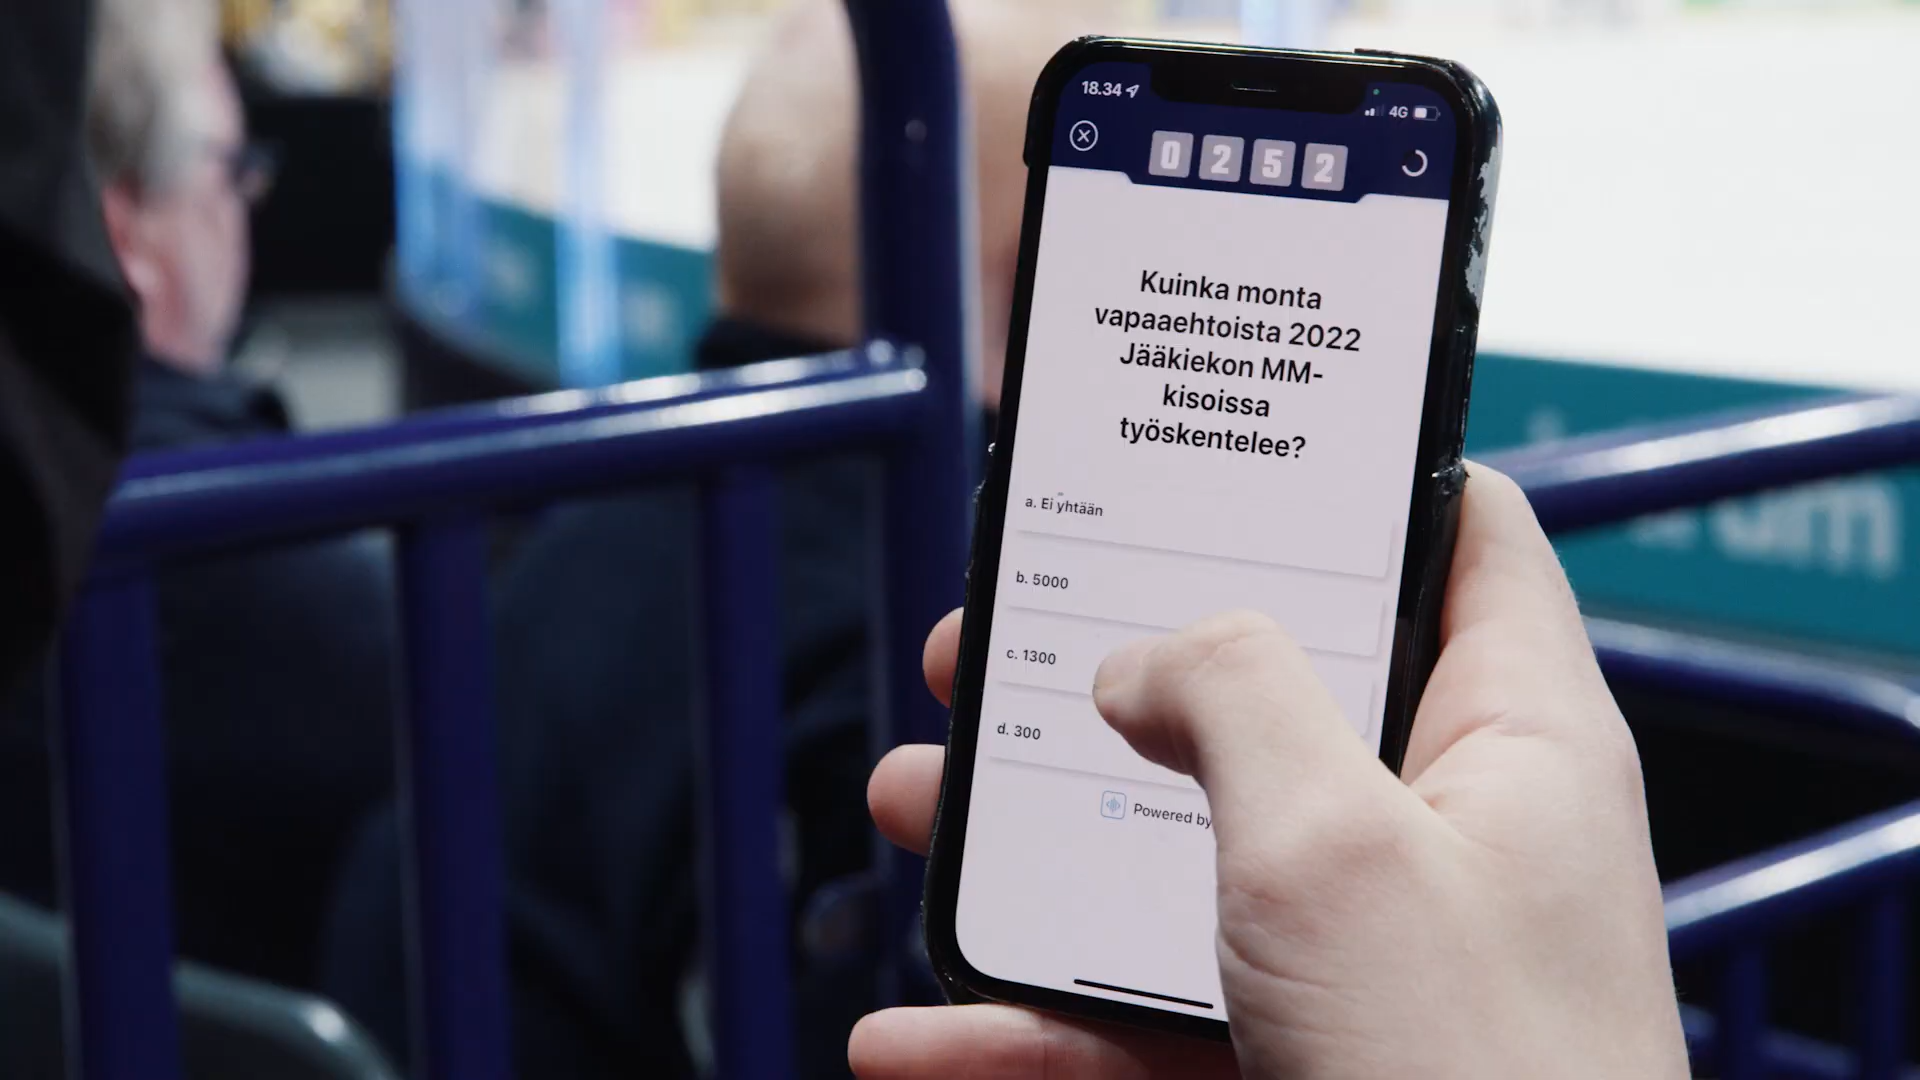 18.34
4G
0252
Kuinka monta
vapaaehtoista 2022
Jääkiekon MM-
kisoissa
työskentelee?
a. Ei yhtään
b. 5000
c. 1300
d. 300
Powered by